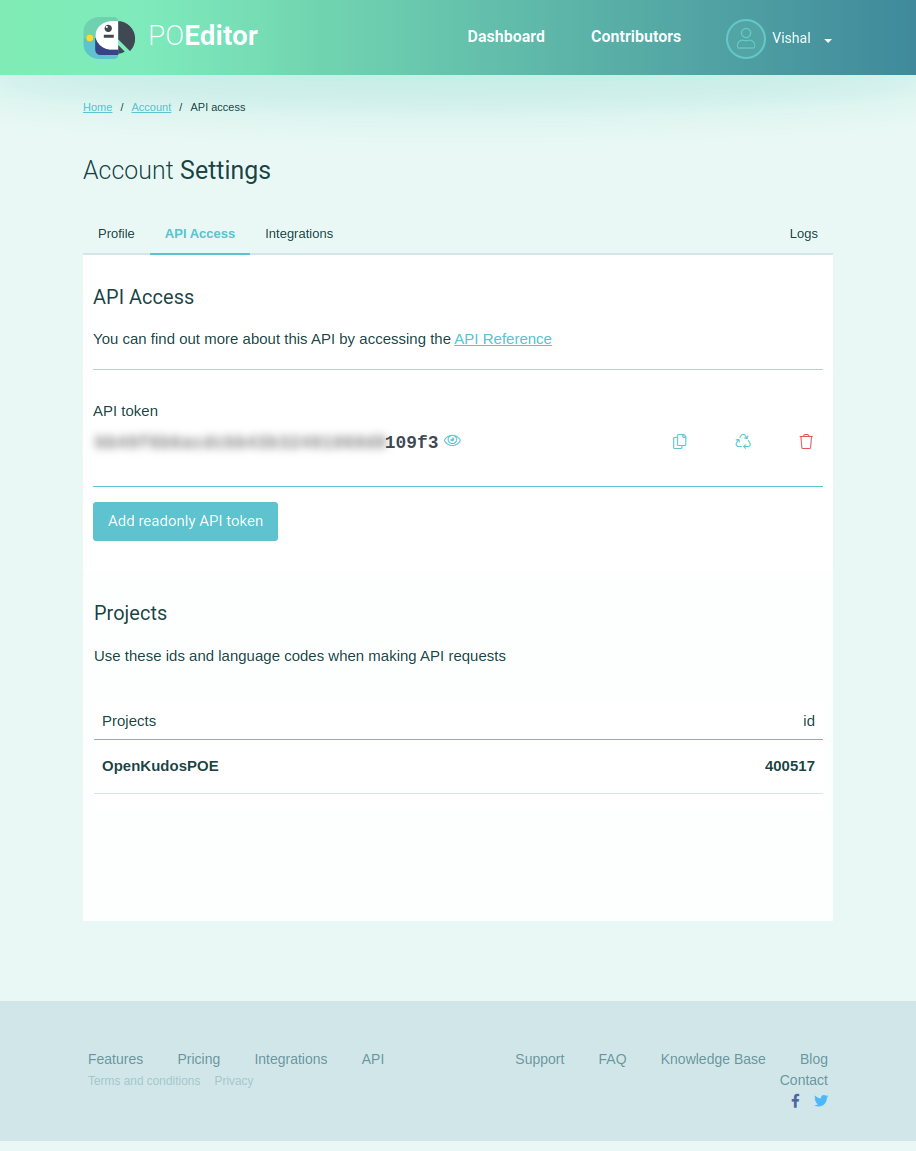 POEditor Dashboard Contributors Vishal
Home / Account / API access
Account Settings
Profile API Access Integrations Logs
API Access
You can find out more about this API by accessing the API Reference
API token
109f3
Add readonly API token
Projects
Use these ids and language codes when making API requests
Projects id
OpenKudosPOE 400517
Features Pricing Integrations API Support FAQ Knowledge Base Blog
Terms and conditions Privacy Contact